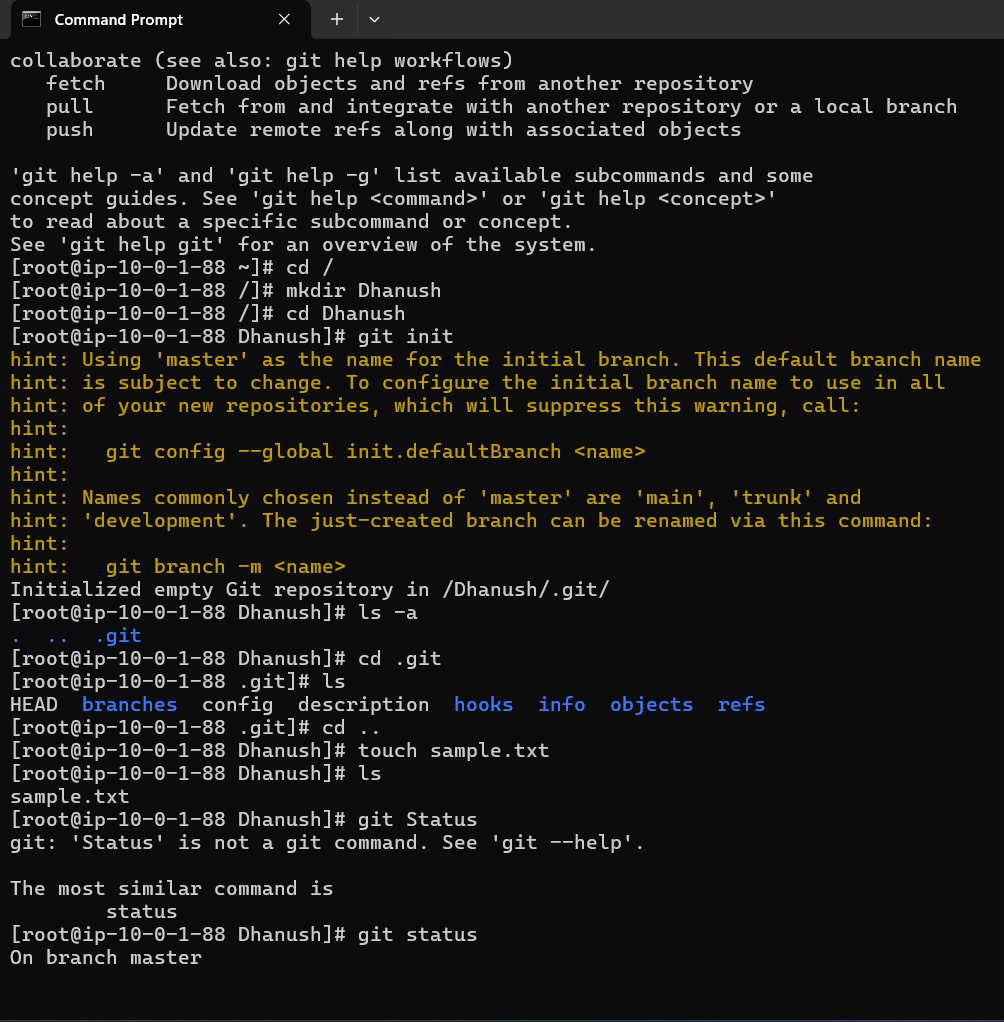 Command Prompt
collaborate (see also: git help workflows)
   fetch     Download objects and refs from another repository
   pull      Fetch from and integrate with another repository or a local branch
   push      Update remote refs along with associated objects

'git help -a' and 'git help -g' list available subcommands and some
concept guides. See 'git help <command>' or 'git help <concept>'
to read about a specific subcommand or concept.
See 'git help git' for an overview of the system.
[root@ip-10-0-1-88 ~]# cd /
[root@ip-10-0-1-88 /]# mkdir Dhanush
[root@ip-10-0-1-88 /]# cd Dhanush
[root@ip-10-0-1-88 Dhanush]# git init
hint: Using 'master' as the name for the initial branch. This default branch name
hint: is subject to change. To configure the initial branch name to use in all
hint: of your new repositories, which will suppress this warning, call:
hint:
hint:   git config --global init.defaultBranch <name>
hint:
hint: Names commonly chosen instead of 'master' are 'main', 'trunk' and
hint: 'development'. The just-created branch can be renamed via this command:
hint:
hint:   git branch -m <name>
Initialized empty Git repository in /Dhanush/.git/
[root@ip-10-0-1-88 Dhanush]# ls -a
.  ..  .git
[root@ip-10-0-1-88 Dhanush]# cd .git
[root@ip-10-0-1-88 .git]# ls
HEAD  branches  config  description  hooks  info  objects  refs
[root@ip-10-0-1-88 .git]# cd ..
[root@ip-10-0-1-88 Dhanush]# touch sample.txt
[root@ip-10-0-1-88 Dhanush]# ls
sample.txt
[root@ip-10-0-1-88 Dhanush]# git Status
git: 'Status' is not a git command. See 'git --help'.

The most similar command is
        status
[root@ip-10-0-1-88 Dhanush]# git status
On branch master